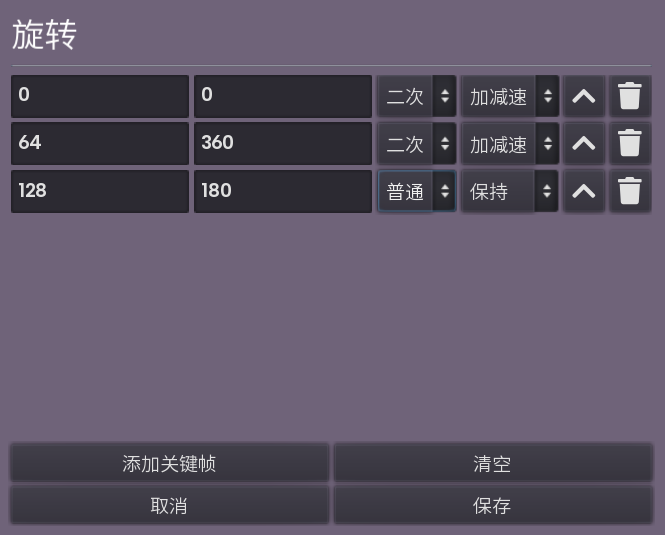 旋转
0 0 二次 加减速
64 360 二次 加减速
128 180 普通 保持
添加关键帧 清空
取消 保存